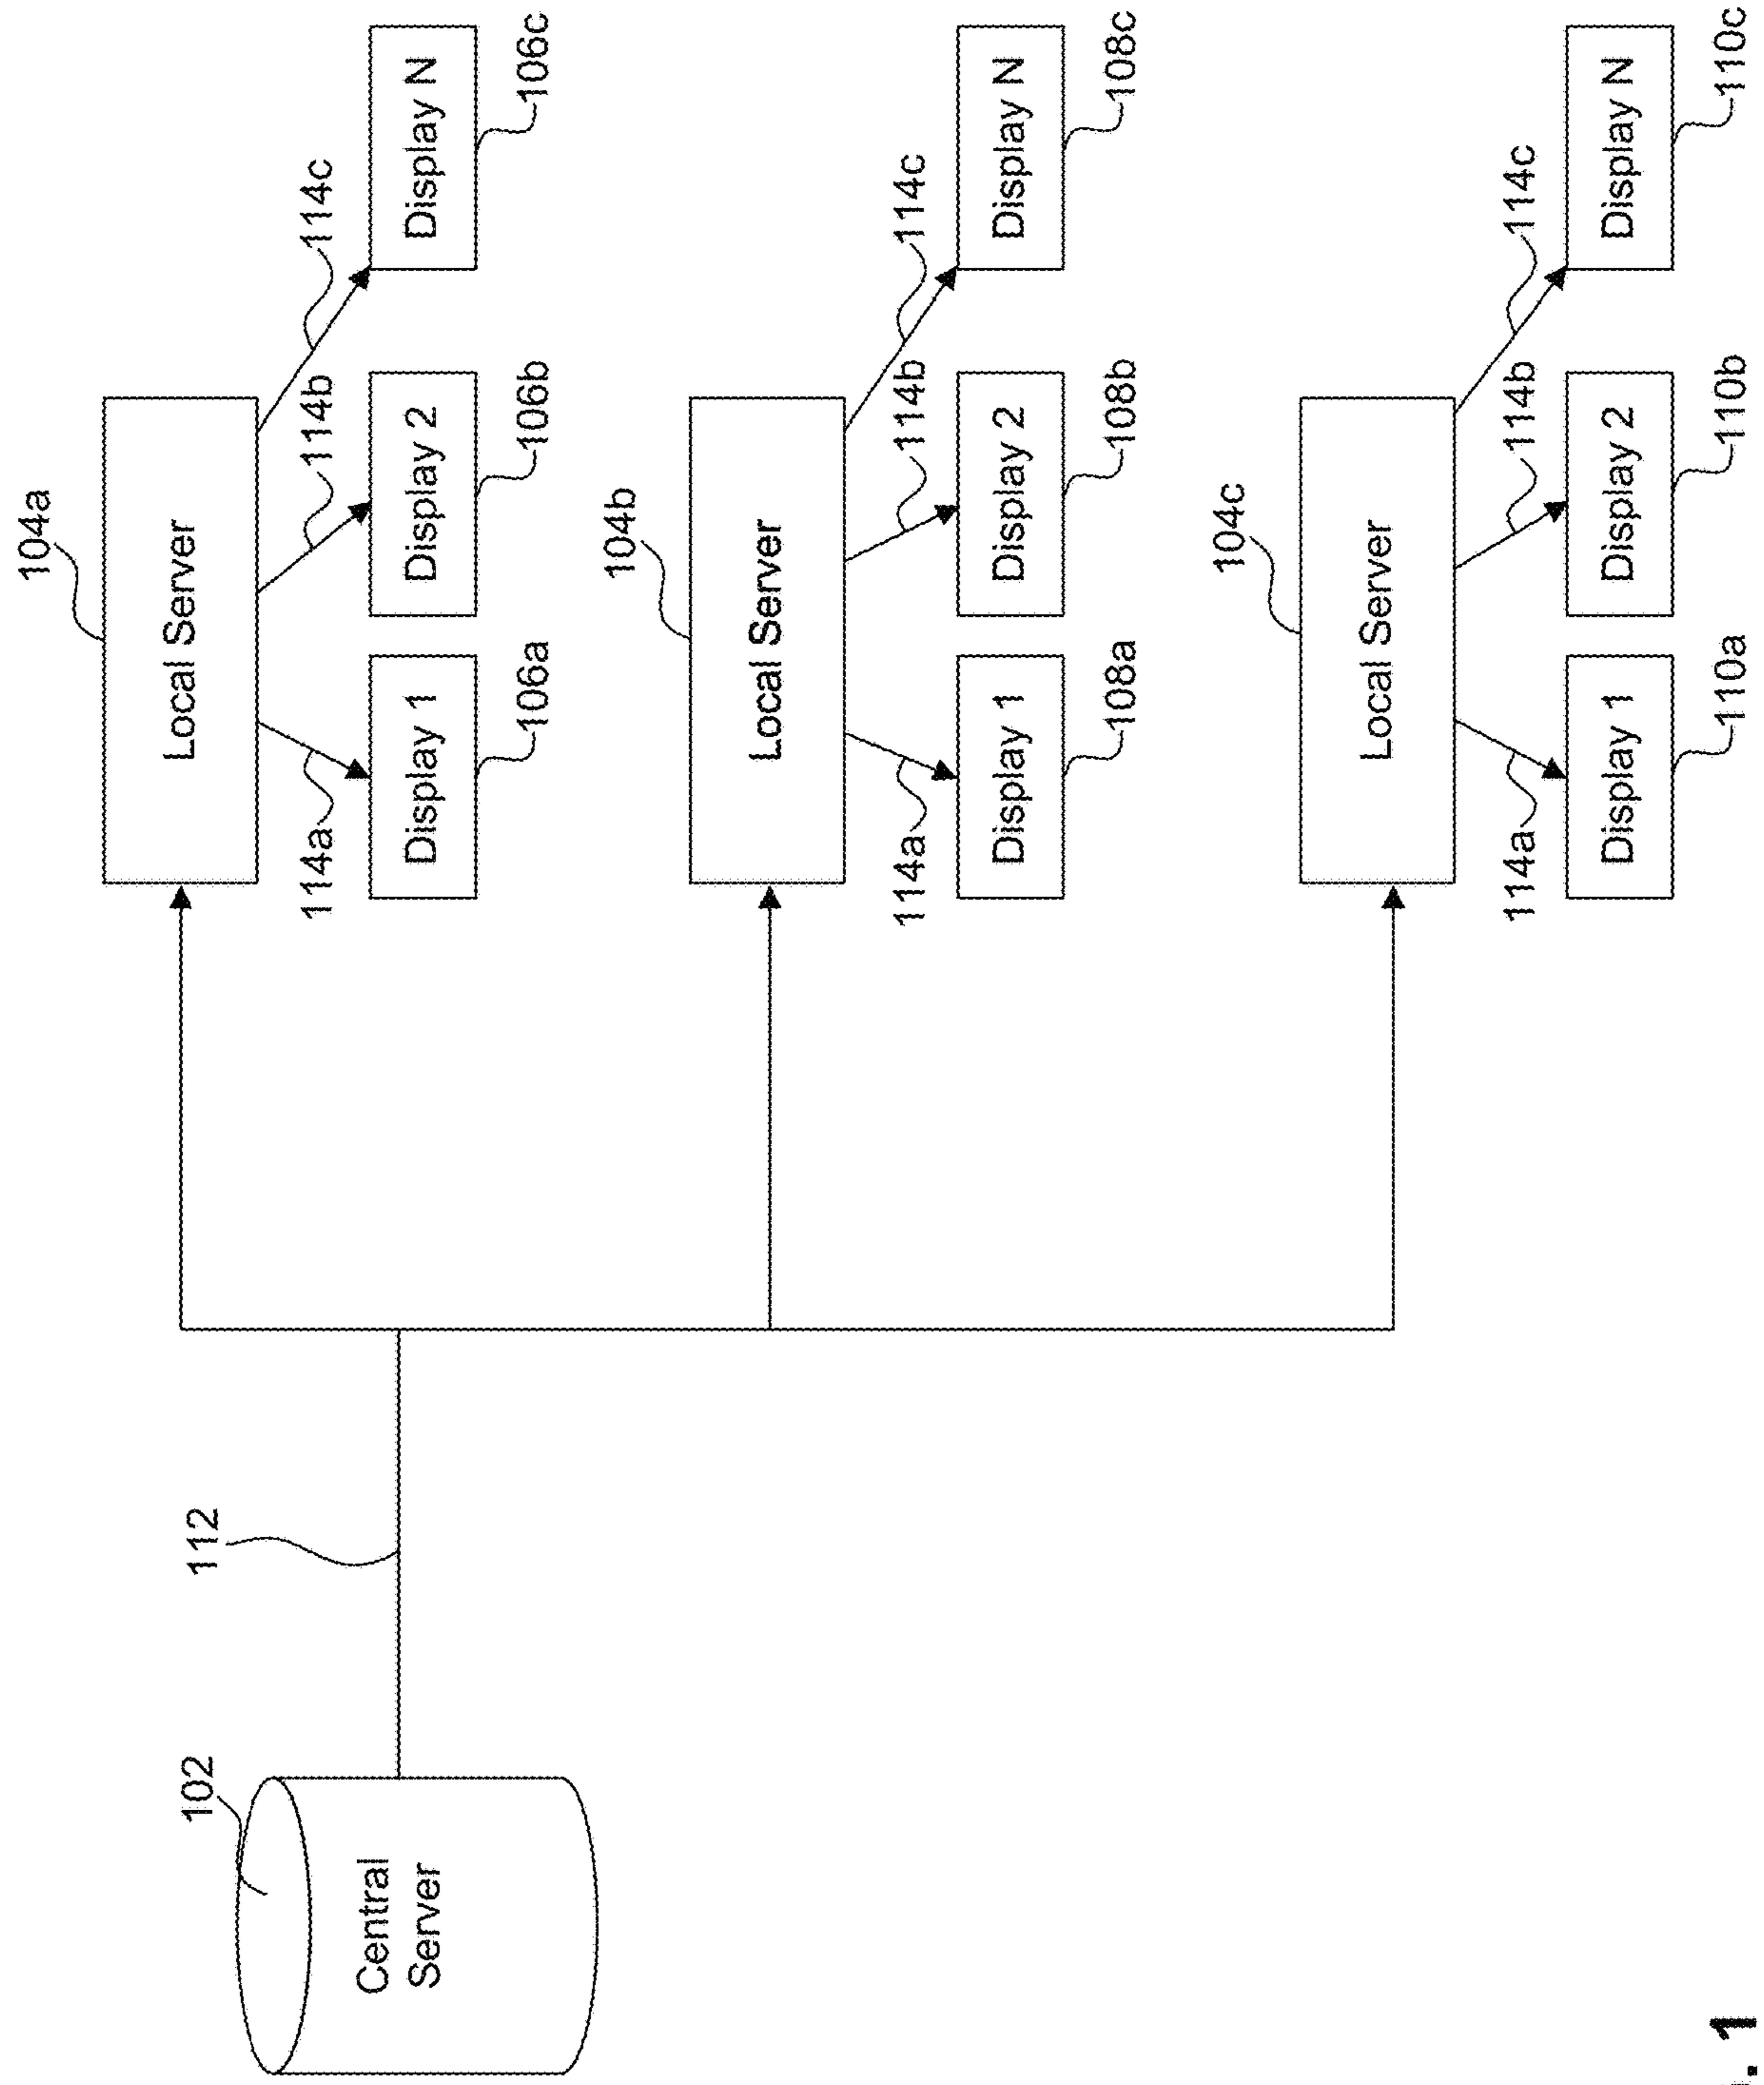 104a
Local Server
114a
114b
114c
Display 1
Display 2
Display N
106a
106b
106c
102
112
Central
Server
104b
Local Server
114a
114b
114c
Display 1
Display 2
Display N
108a
108b
108c
104c
Local Server
114a
114b
114c
Display 1
Display 2
Display N
110a
110b
110c
. 1